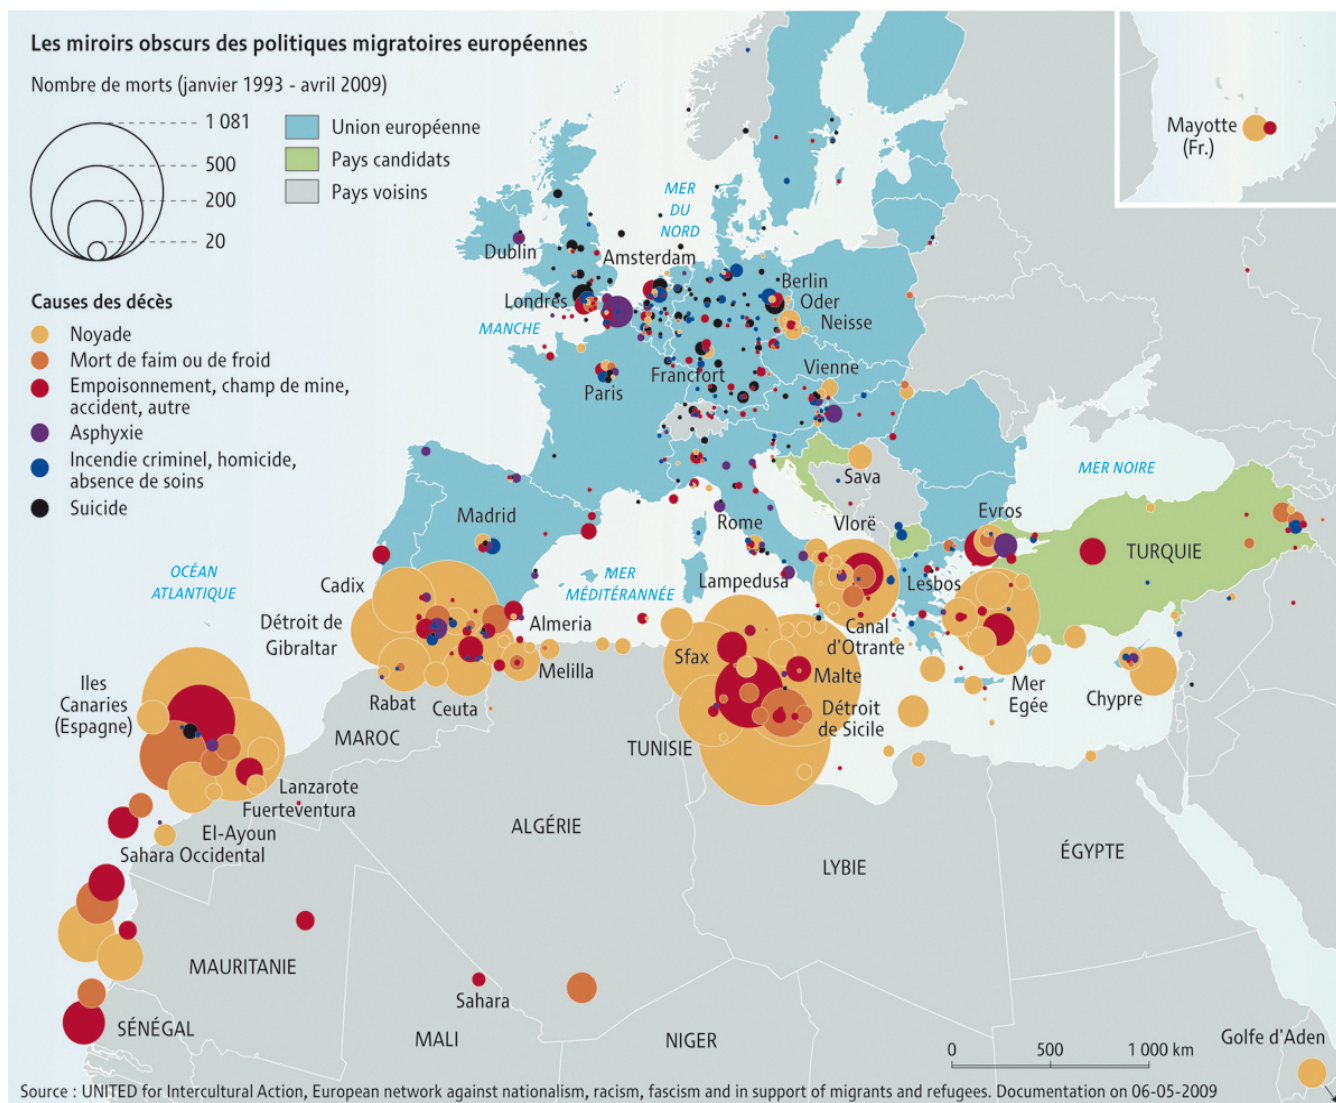 Les miroirs obscurs des politiques migratoires européennes
Nombre de morts (janvier 1993 - avril 2009)
1 081
500
200
20
Union européenne
Pays candidats
Pays voisins
Causes des décès
Noyade
Mort de faim ou de froid
Empoisonnement, champ de mine,
accident, autre
Asphyxie
Incendie criminel, homicide,
absence de soins
Suicide
Mayotte
(Fr.)
MER
DU
NORD
Dublin
Amsterdam
Londres
Berlin
Oder
Neisse
MANCHE
Vienne
Francfort
Paris
MER NOIRE
Sava
Madrid
Rome
Vlorë
Evros
TURQUIE
OCÉAN
ATLANTIQUE
MER
MÉDITÉRANNÉE
Lampedusa
Lesbos
Cadix
Détroit de
Gibraltar
Almeria
Canal
d'Otrante
Sfax
Malte
Melilla
Iles
Canaries
(Espagne)
Rabat
Ceuta
Mer
Egée
Chypre
Détroit
de Sicile
MAROC
TUNISIE
Lanzarote
Fuerteventura
El-Ayoun
Sahara Occidental
ALGÉRIE
LYBIE
ÉGYPTE
MAURITANIE
Sahara
SÉNÉGAL
MALI
NIGER
Golfe d'Aden
0
500
1 000 km
Source : UNITED for Intercultural Action, European network against nationalism, racism, fascism and in support of migrants and refugees. Documentation on 06-05-2009